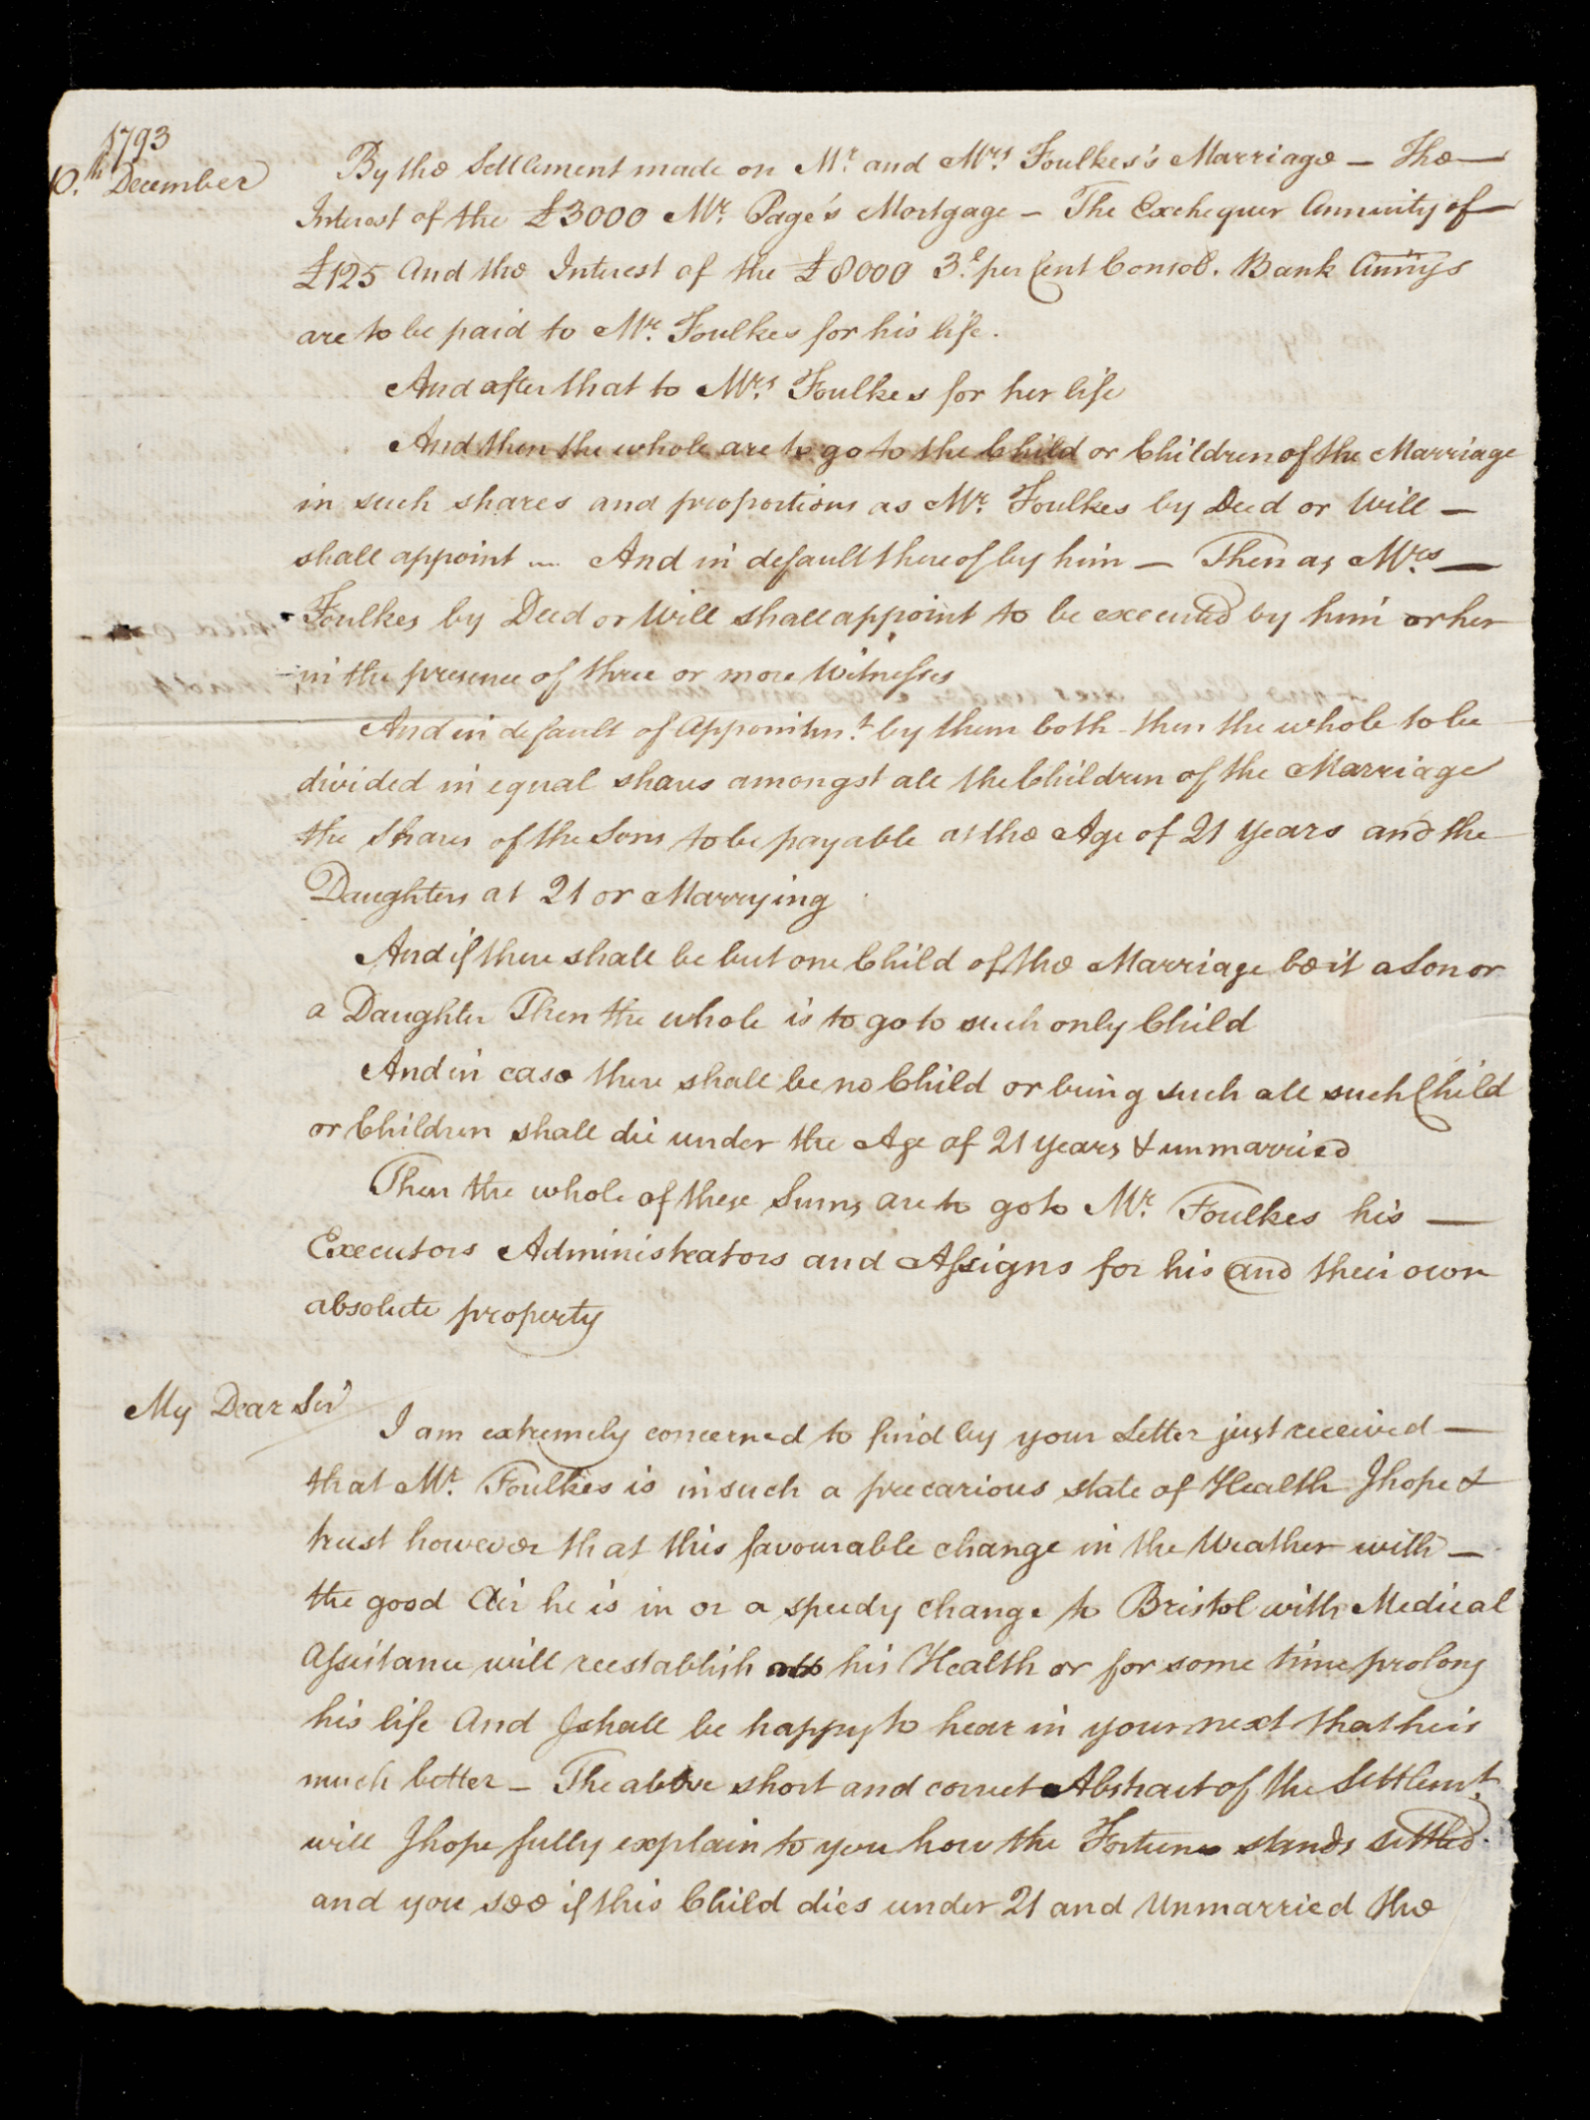 1793
10.th December
By the Settlement made on Mr. and Mrs. Foulkes's Marriage — The —
Interest of the £3000 Mr. Page's Mortgage — The Exchequer Annuity of —
£125 And the Interest of the £8000 3 per Cent Consol. Bank Annys
are to be paid to Mr. Foulkes for his life.
And after that to Mrs. Foulkes for her life
And then the whole are to go to the Child or Children of the Marriage
in such shares and proportions as Mr. Foulkes by Deed or Will —
shall appoint ... And in default thereof by him — Then as Mrs. —
Foulkes by Deed or Will shall appoint to be executed by him or her
in the presence of three or more Witnesses
And in default of Appointmt. by them both then the whole to be
divided in equal shares amongst all the Children of the Marriage
the Shares of the Sons to be payable at the Age of 21 Years and the
Daughters at 21 or Marrying
And if there shall be but one Child of the Marriage be it a Son or
a Daughter Then the whole is to go to such only Child
And in case there shall be no Child or being such all such Child
or Children shall die under the Age of 21 years & unmarried
Then the whole of these Sums are to go to Mr. Foulkes his —
Executors Administrators and Assigns for his and their own
absolute property
My Dear Sir
I am extremely concerned to find by your Letter just received —
that Mr. Foulkes is in such a precarious state of Health I hope &
trust however that this favourable change in the Weather with —
the good Air he is in or a speedy change to Bristol with Medical
Assistance will reestablish his Health or for some time prolong
his life And I shall be happy to hear in your next that he is
much better — The above short and correct Abstract of the Settlemt.
will I hope fully explain to you how the Fortune stands settled.
and you see if this Child dies under 21 and Unmarried the